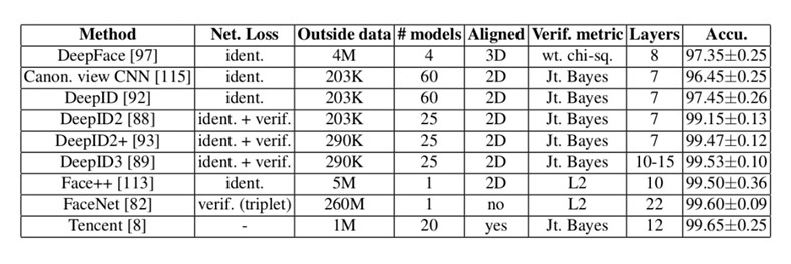 Method Net. Loss Outside data # models Aligned Verif. metric Layers Accu.
DeepFace [97] ident. 4M 4 3D wt. chi-sq. 8 97.35±0.25
Canon. view CNN [115] ident. 203K 60 2D Jt. Bayes 7 96.45±0.25
DeepID [92] ident. 203K 60 2D Jt. Bayes 7 97.45±0.26
DeepID2 [88] ident. + verif. 203K 25 2D Jt. Bayes 7 99.15±0.13
DeepID2+ [93] ident. + verif. 290K 25 2D Jt. Bayes 7 99.47±0.12
DeepID3 [89] ident. + verif. 290K 25 2D Jt. Bayes 10-15 99.53±0.10
Face++ [113] ident. 5M 1 2D L2 10 99.50±0.36
FaceNet [82] verif. (triplet) 260M 1 no L2 22 99.60±0.09
Tencent [8] - 1M 20 yes Jt. Bayes 12 99.65±0.25